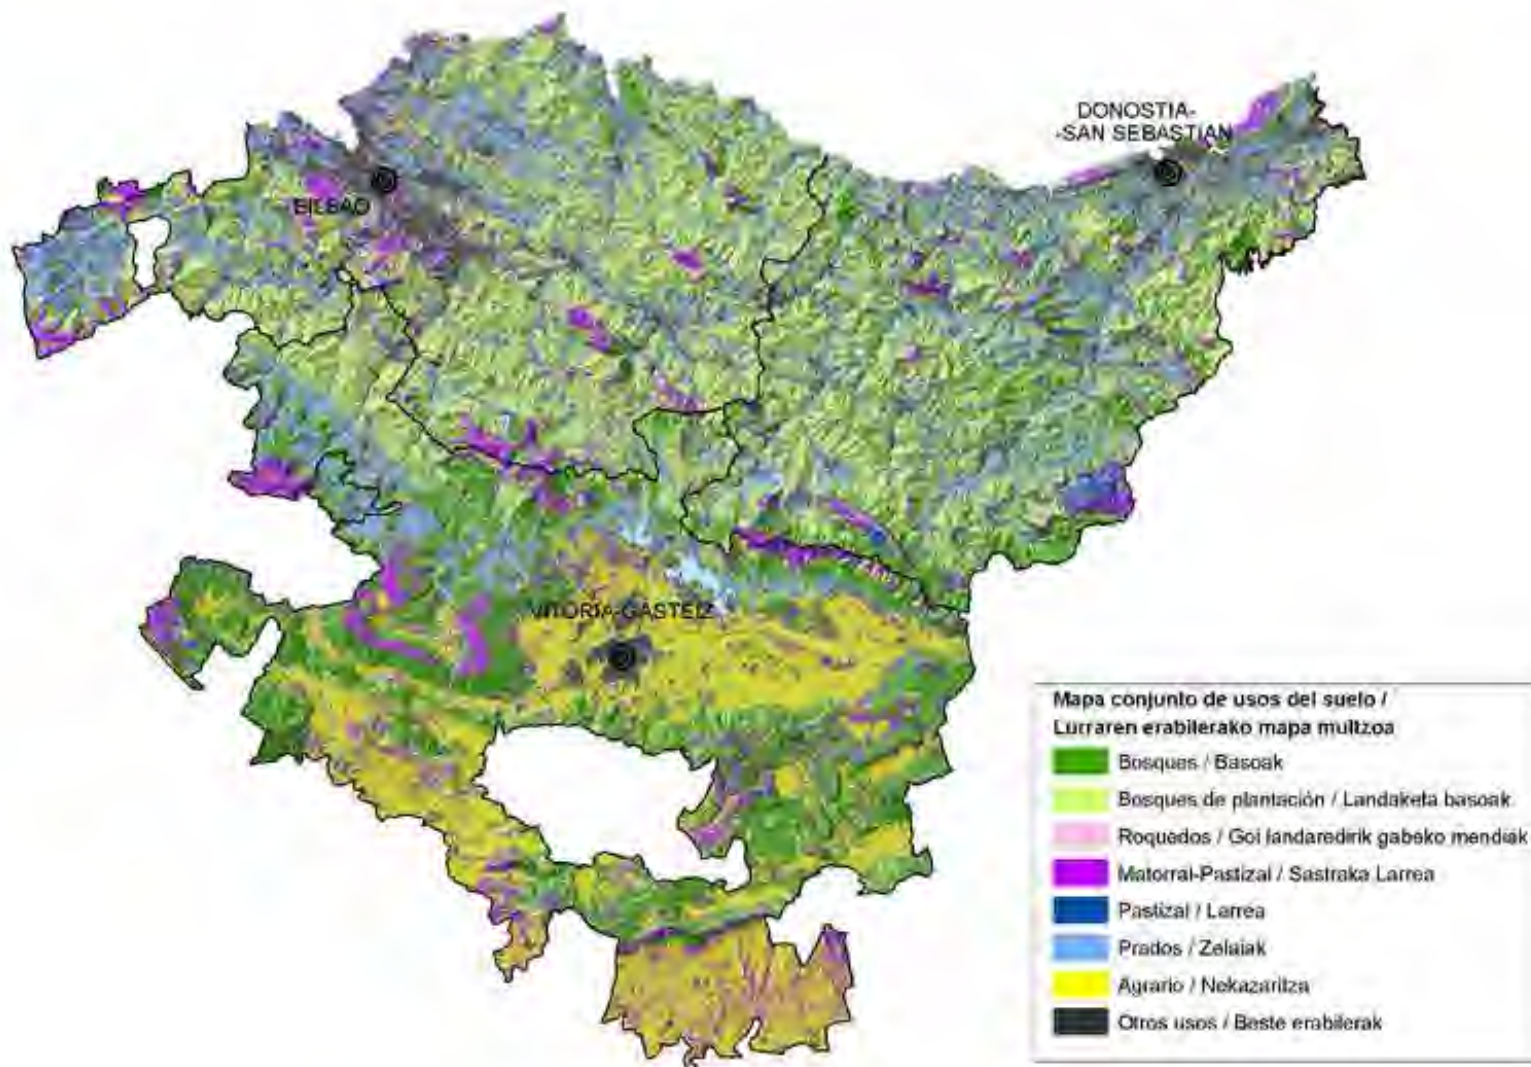 DONOSTIA-
-SAN SEBASTIAN
BILBAO
VITORIA-GASTEIZ
Mapa conjunto de usos del suelo /
Lurraren erabilerako mapa multzoa
Bosques / Basoak
Bosques de plantación / Landaketa basoak
Roquedos / Goi landaredirik gabeko mendiak
Matorral-Pastizal / Sastraka Larrea
Pastizal / Larrea
Prados / Zelaiak
Agrario / Nekazaritza
Otros usos / Beste erabilerak